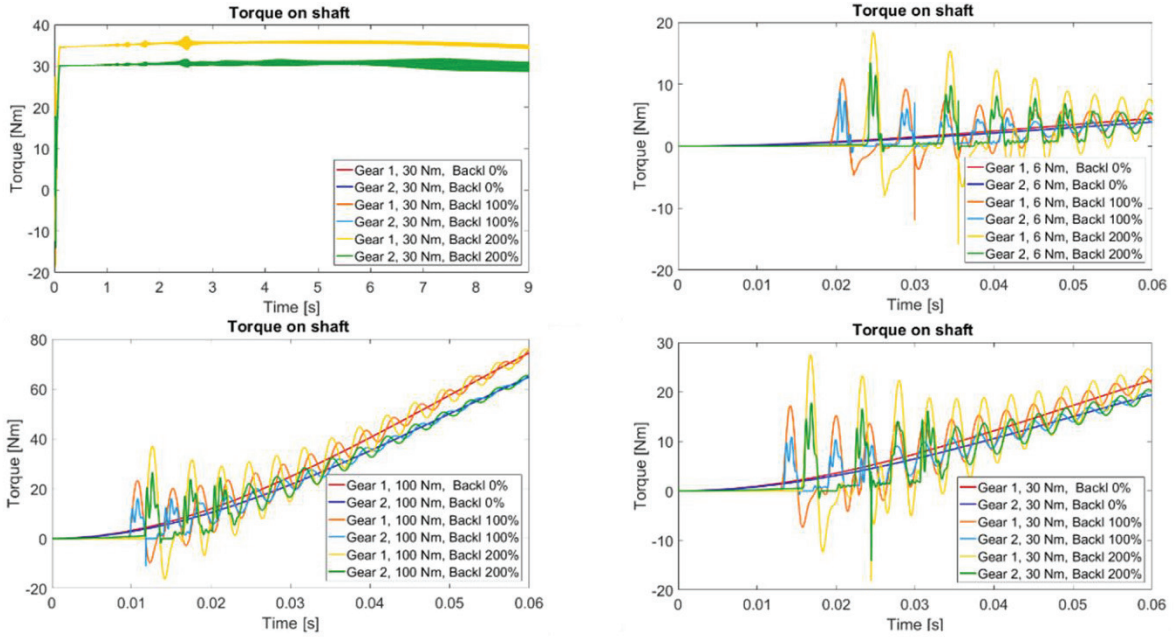 Torque on shaft
40
30
20
10
0
-10
-20
Torque [Nm]
0 1 2 3 4 5 6 7 8 9
Time [s]
Gear 1, 30 Nm, Backl 0%
Gear 2, 30 Nm, Backl 0%
Gear 1, 30 Nm, Backl 100%
Gear 2, 30 Nm, Backl 100%
Gear 1, 30 Nm, Backl 200%
Gear 2, 30 Nm, Backl 200%
Torque on shaft
20
10
0
-10
-20
Torque [Nm]
0 0.01 0.02 0.03 0.04 0.05 0.06
Time [s]
Gear 1, 6 Nm, Backl 0%
Gear 2, 6 Nm, Backl 0%
Gear 1, 6 Nm, Backl 100%
Gear 2, 6 Nm, Backl 100%
Gear 1, 6 Nm, Backl 200%
Gear 2, 6 Nm, Backl 200%
Torque on shaft
80
60
40
20
0
-20
Torque [Nm]
0 0.01 0.02 0.03 0.04 0.05 0.06
Time [s]
Gear 1, 100 Nm, Backl 0%
Gear 2, 100 Nm, Backl 0%
Gear 1, 100 Nm, Backl 100%
Gear 2, 100 Nm, Backl 100%
Gear 1, 100 Nm, Backl 200%
Gear 2, 100 Nm, Backl 200%
Torque on shaft
30
20
10
0
-10
-20
Torque [Nm]
0 0.01 0.02 0.03 0.04 0.05 0.06
Time [s]
Gear 1, 30 Nm, Backl 0%
Gear 2, 30 Nm, Backl 0%
Gear 1, 30 Nm, Backl 100%
Gear 2, 30 Nm, Backl 100%
Gear 1, 30 Nm, Backl 200%
Gear 2, 30 Nm, Backl 200%